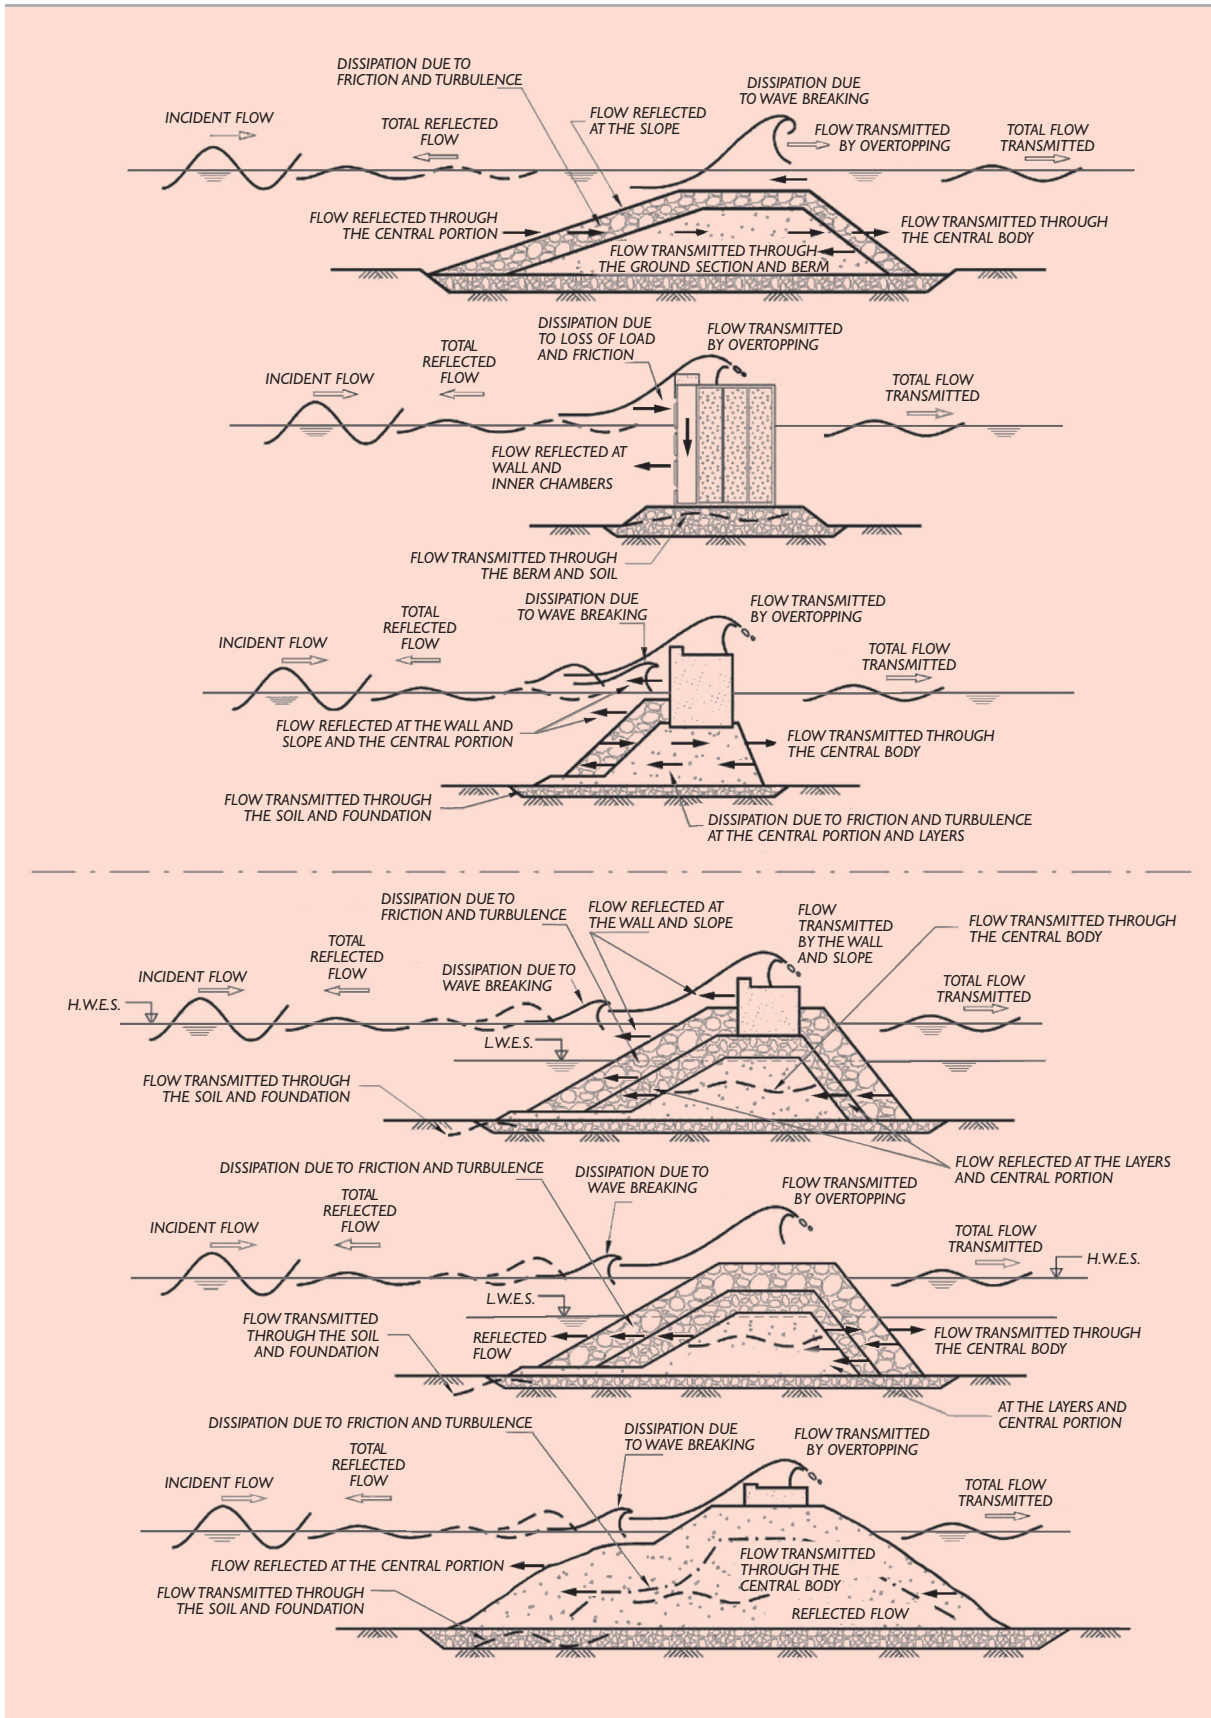 DISSIPATION DUE TO
FRICTION AND TURBULENCE
DISSIPATION DUE
TO WAVE BREAKING
INCIDENT FLOW
TOTAL REFLECTED
FLOW
FLOW REFLECTED
AT THE SLOPE
FLOW TRANSMITTED
BY OVERTOPPING
TOTAL FLOW
TRANSMITTED
FLOW REFLECTED THROUGH
THE CENTRAL PORTION
FLOW TRANSMITTED THROUGH
THE CENTRAL BODY
FLOW TRANSMITTED THROUGH
THE GROUND SECTION AND BERM
DISSIPATION DUE
TO LOSS OF LOAD
AND FRICTION
FLOW TRANSMITTED
BY OVERTOPPING
INCIDENT FLOW
TOTAL
REFLECTED
FLOW
TOTAL FLOW
TRANSMITTED
FLOW REFLECTED AT
WALL AND
INNER CHAMBERS
FLOW TRANSMITTED THROUGH
THE BERM AND SOIL
DISSIPATION DUE
TO WAVE BREAKING
FLOW TRANSMITTED
BY OVERTOPPING
INCIDENT FLOW
TOTAL
REFLECTED
FLOW
TOTAL FLOW
TRANSMITTED
FLOW REFLECTED AT THE WALL AND
SLOPE AND THE CENTRAL PORTION
FLOW TRANSMITTED THROUGH
THE CENTRAL BODY
FLOW TRANSMITTED THROUGH
THE SOIL AND FOUNDATION
DISSIPATION DUE TO FRICTION AND TURBULENCE
AT THE CENTRAL PORTION AND LAYERS
DISSIPATION DUE TO
FRICTION AND TURBULENCE
FLOW REFLECTED AT
THE WALL AND SLOPE
FLOW
TRANSMITTED
BY THE WALL
AND SLOPE
FLOW TRANSMITTED THROUGH
THE CENTRAL BODY
INCIDENT FLOW
TOTAL
REFLECTED
FLOW
DISSIPATION DUE TO
WAVE BREAKING
TOTAL FLOW
TRANSMITTED
H.W.E.S.
L.W.E.S.
FLOW TRANSMITTED THROUGH
THE SOIL AND FOUNDATION
FLOW REFLECTED AT THE LAYERS
AND CENTRAL PORTION
DISSIPATION DUE TO FRICTION AND TURBULENCE
DISSIPATION DUE TO
WAVE BREAKING
FLOW TRANSMITTED
BY OVERTOPPING
INCIDENT FLOW
TOTAL
REFLECTED
FLOW
TOTAL FLOW
TRANSMITTED
H.W.E.S.
L.W.E.S.
FLOW TRANSMITTED
THROUGH THE SOIL
AND FOUNDATION
REFLECTED
FLOW
FLOW TRANSMITTED THROUGH
THE CENTRAL BODY
AT THE LAYERS AND
CENTRAL PORTION
DISSIPATION DUE TO FRICTION AND TURBULENCE
DISSIPATION DUE
TO WAVE BREAKING
FLOW TRANSMITTED
BY OVERTOPPING
INCIDENT FLOW
TOTAL
REFLECTED
FLOW
TOTAL FLOW
TRANSMITTED
FLOW REFLECTED AT THE CENTRAL PORTION
FLOW TRANSMITTED
THROUGH THE
CENTRAL BODY
FLOW TRANSMITTED THROUGH
THE SOIL AND FOUNDATION
REFLECTED FLOW